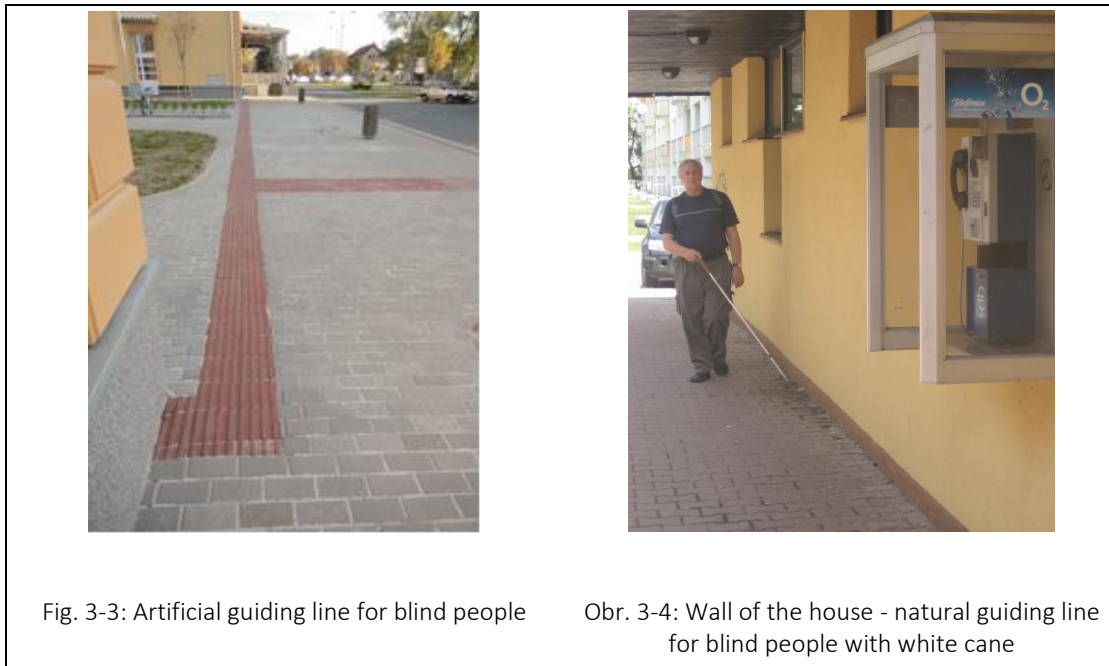 Telefónica
O2
Fig. 3-3: Artificial guiding line for blind people
Obr. 3-4: Wall of the house - natural guiding line
for blind people with white cane